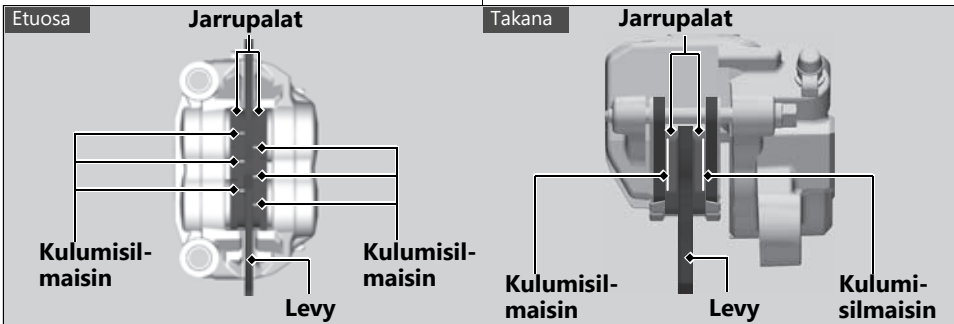 Etuosa
Jarrupalat
Kulumisil-
maisin
Kulumisil-
maisin
Levy
Takana
Jarrupalat
Kulumisil-
maisin
Levy
Kulumi-
silmaisin